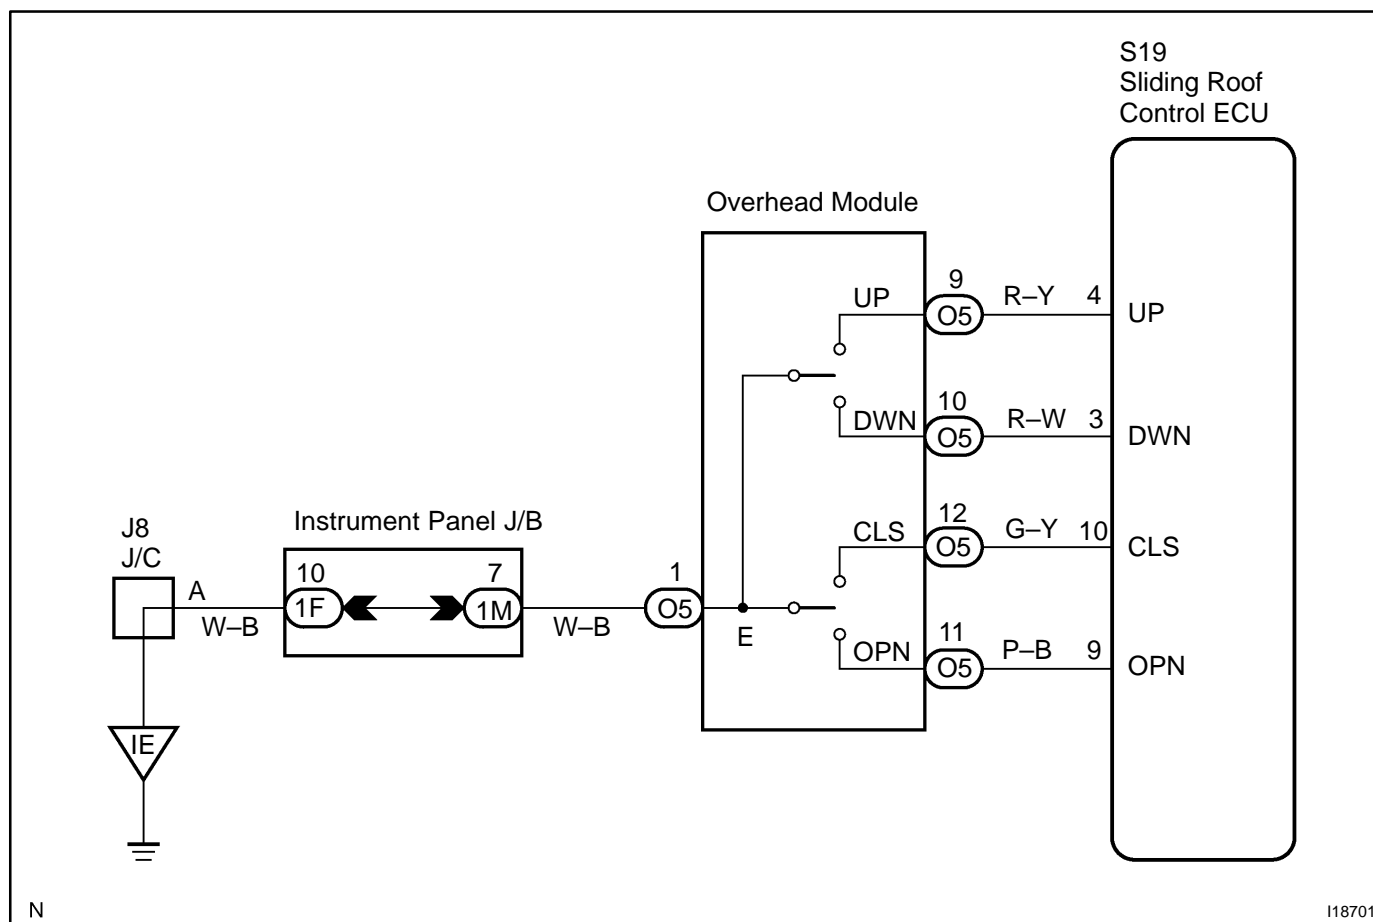 S19
Sliding Roof
Control ECU
Overhead Module
UP
9
O5
R–Y
4
UP
DWN
10
O5
R–W
3
DWN
CLS
12
O5
G–Y
10
CLS
OPN
11
O5
P–B
9
OPN
J8
J/C
A
W–B
Instrument Panel J/B
10
1F
7
1M
W–B
1
O5
E
IE
N
I18701